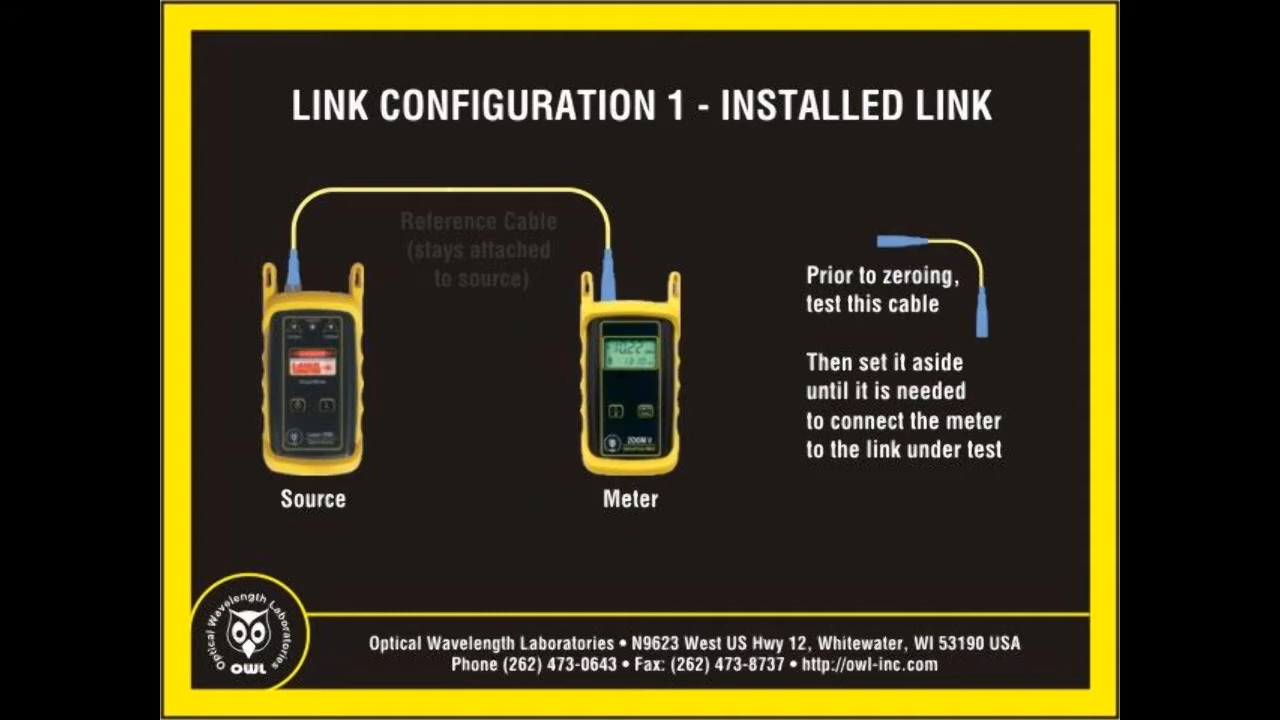 LINK CONFIGURATION 1 - INSTALLED LINK
Reference Cable
(stays attached
to source)
Prior to zeroing,
test this cable
Then set it aside
until it is needed
to connect the meter
to the link under test
ZOOM
Source
Meter
Optical Wavelength Laboratories
OWL
Optical Wavelength Laboratories • N9623 West US Hwy 12, Whitewater, WI 53190 USA
Phone (262) 473-0643 • Fax: (262) 473-8737 • http://owl-inc.com